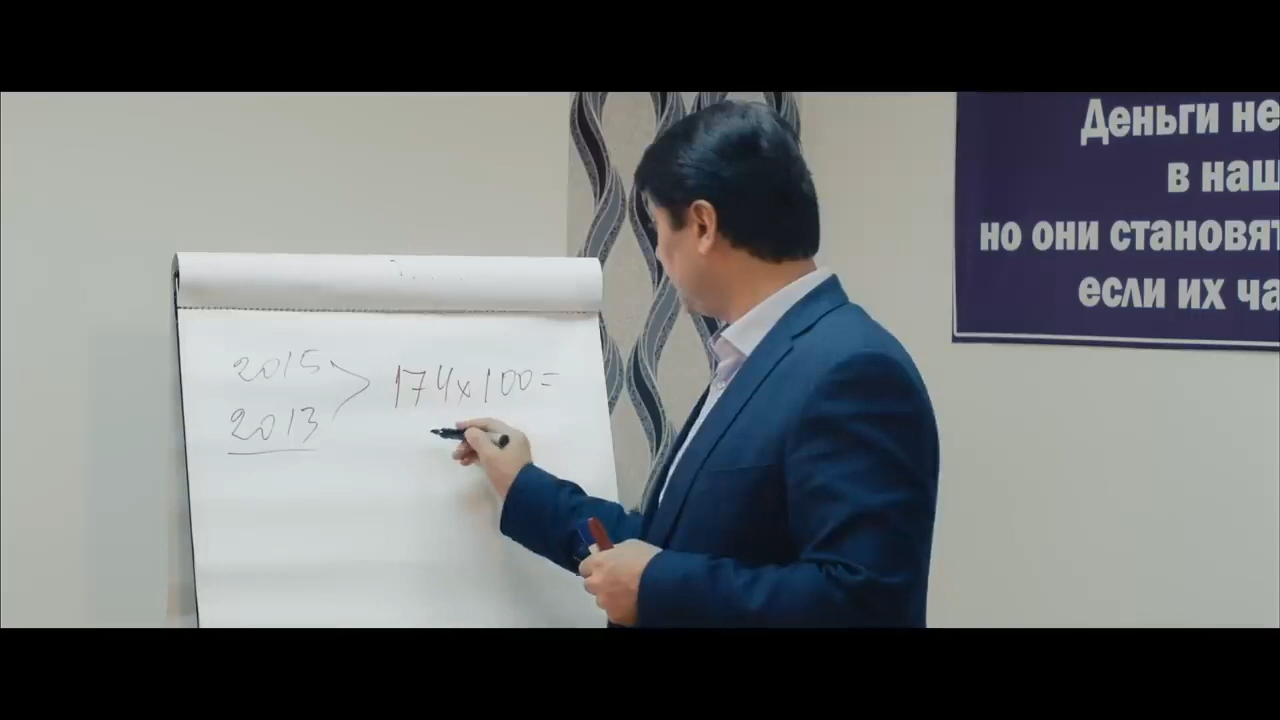 2015
2013
174x100=
Деньги не
в наш
но они становят
если их ча